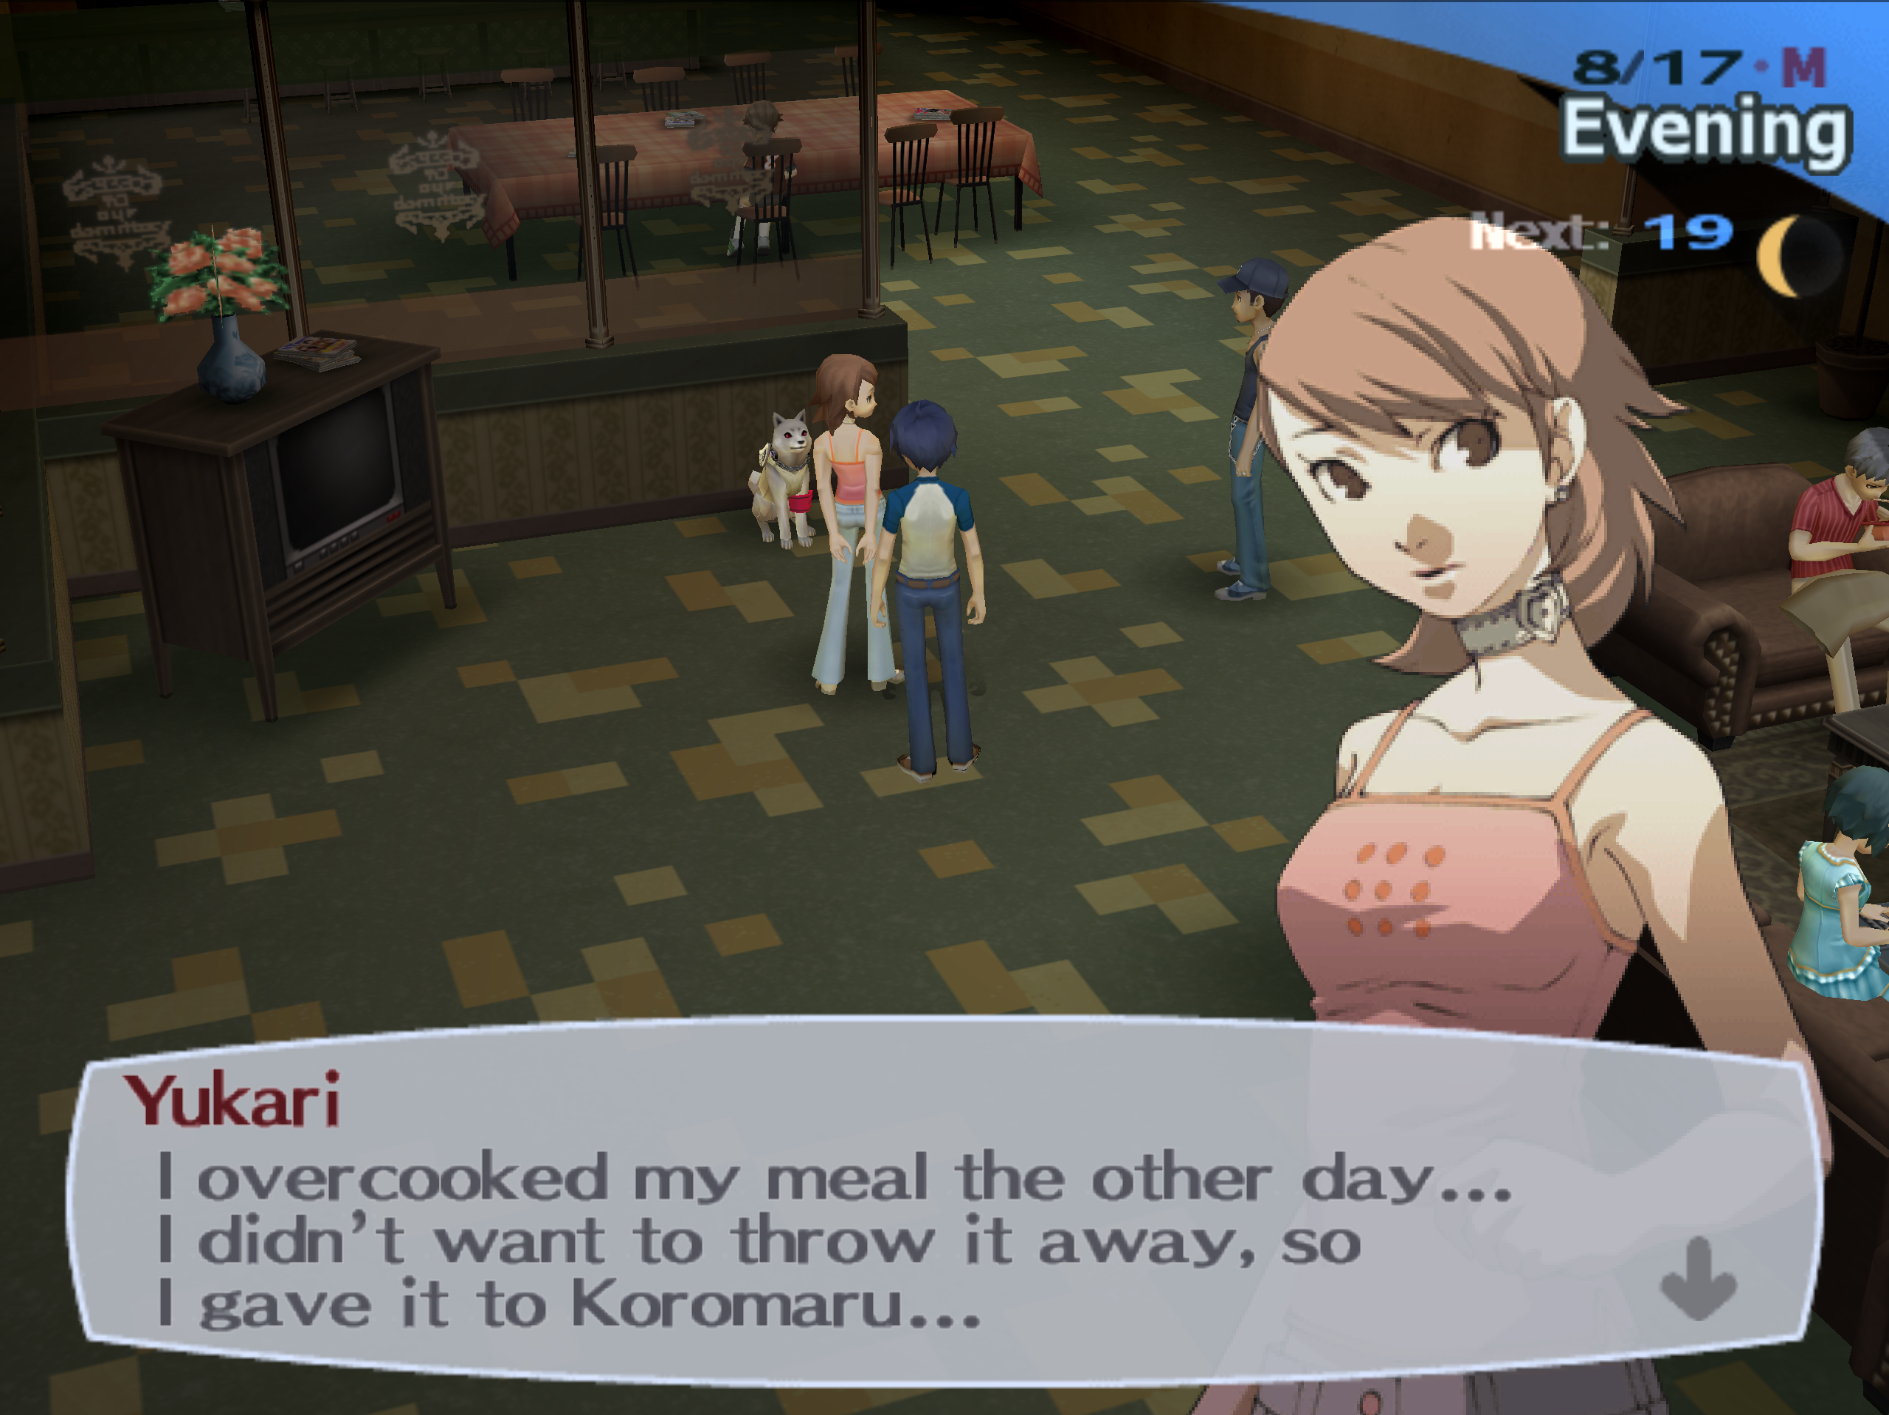 8/17 • M
Evening
Next: 19
Yukari
I overcooked my meal the other day...
I didn't want to throw it away, so
I gave it to Koromaru...